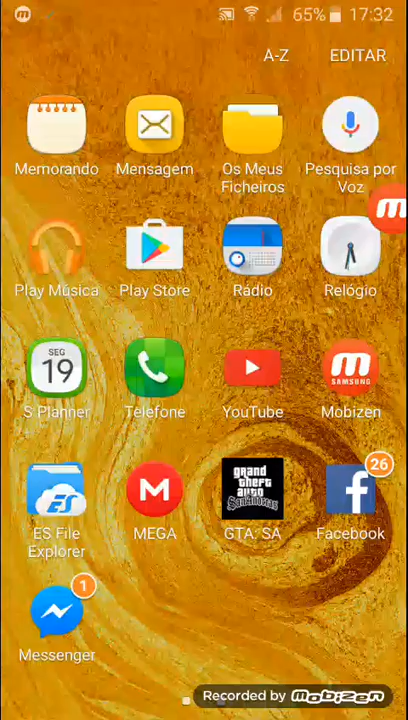 65% 17:32
A-Z EDITAR
Memorando Mensagem Os Meus Ficheiros Pesquisa por Voz
Play Música Play Store Rádio Relógio
SEG
19
SAMSUNG
S Planner Telefone YouTube Mobizen
26
ES
grand
theft
auto
San Andreas
ES File Explorer MEGA GTA: SA Facebook
1
Messenger
Recorded by mobizen